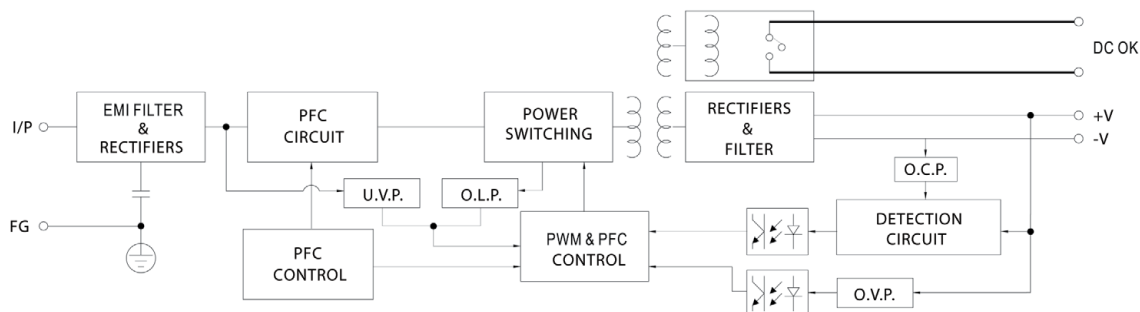 DC OK
I/P
EMI FILTER
&
RECTIFIERS
PFC
CIRCUIT
POWER
SWITCHING
RECTIFIERS
&
FILTER
+V
-V
O.C.P.
U.V.P.
O.L.P.
FG
PFC
CONTROL
PWM & PFC
CONTROL
DETECTION
CIRCUIT
O.V.P.